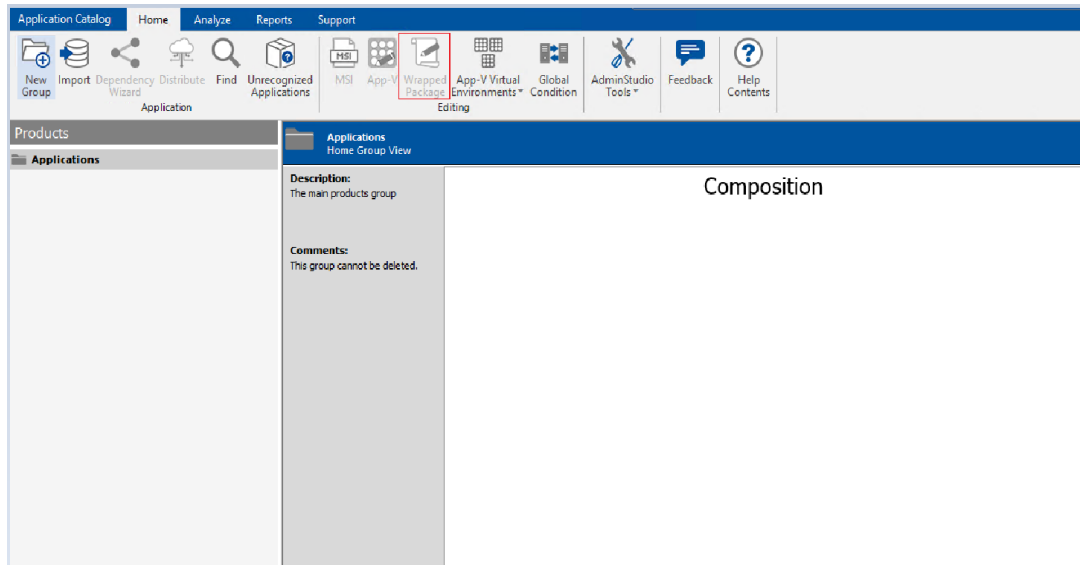 Application Catalog Home Analyze Reports Support
MSI
New Group
Import
Dependency Wizard
Distribute
Find
Unrecognized Applications
MSI
App-V
Wrapped Package
App-V Virtual Environments
Global Condition
AdminStudio Tools
Feedback
Help Contents
Application
Editing
Products
Applications
Applications
Home Group View
Description:
The main products group
Comments:
This group cannot be deleted.
Composition